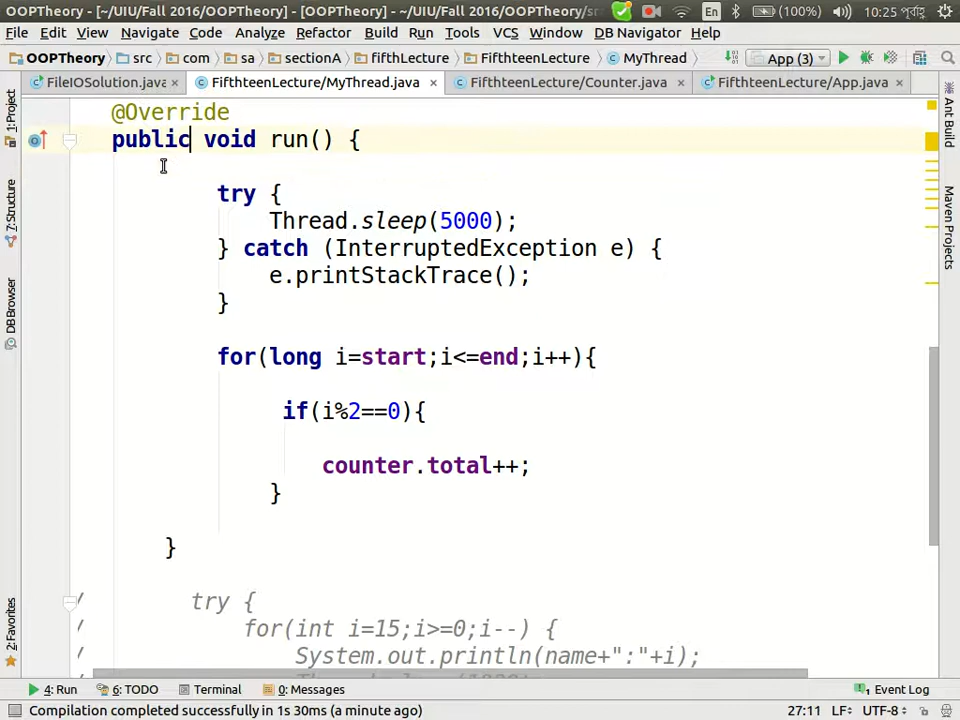 OOPTheory - [~/UIU/Fall 2016/OOPTheory] - [OOPTheory] - ~/UIU/Fall 2016/OOPTheory/sr En (100%) 10:25 পূর্বাহ্ণ
File Edit View Navigate Code Analyze Refactor Build Run Tools VCS Window DB Navigator Help
OOPTheory src com sa sectionA fifthLecture FifthteenLecture MyThread App (3)
FileIOSolution.java FifthteenLecture/MyThread.java FifthteenLecture/Counter.java FifthteenLecture/App.java
1:Project
7:Structure
DB Browser
2:Favorites
Ant Build
Maven Projects
@Override
public void run() {
try {
Thread.sleep(5000);
} catch (InterruptedException e) {
e.printStackTrace();
}
for(long i=start;i<=end;i++){
if(i%2==0){
counter.total++;
}
}
/ try {
/ for(int i=15;i>=0;i--) {
/ System.out.println(name+":"+i);
4: Run 6: TODO Terminal 0: Messages 1 Event Log
Compilation completed successfully in 1s 30ms (a minute ago) 27:11 LF÷ UTF-8÷